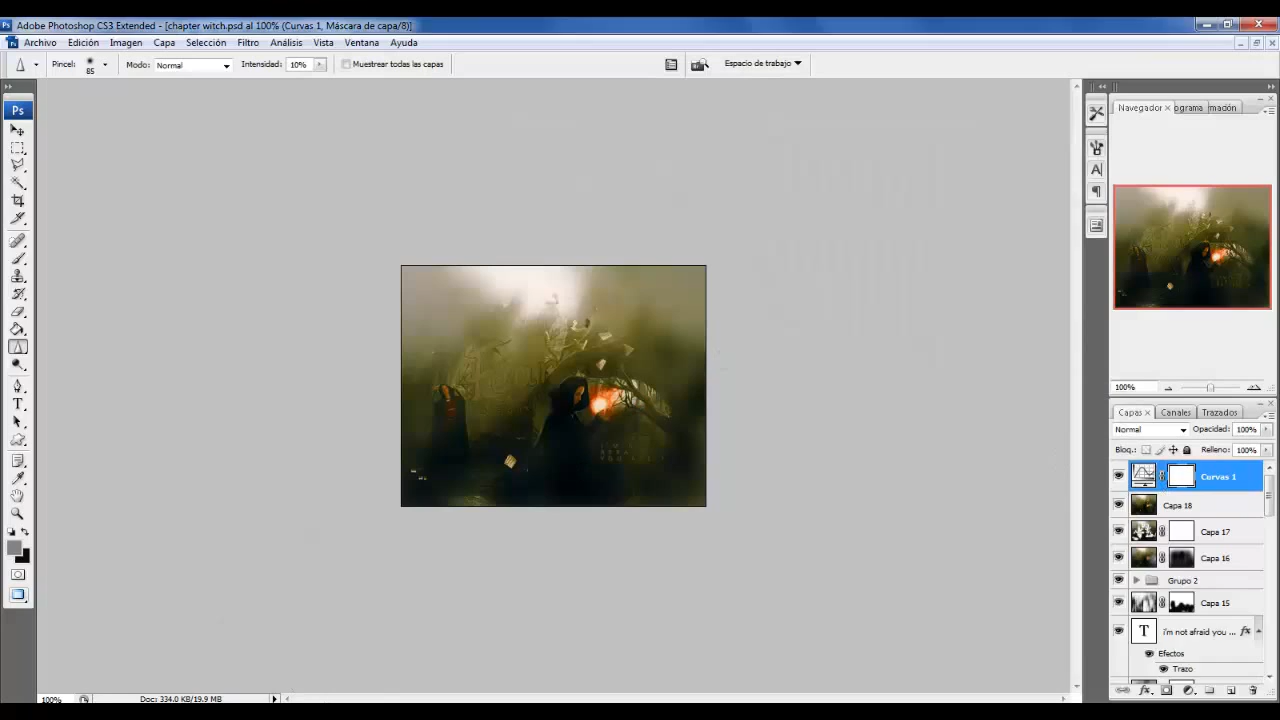 Adobe Photoshop CS3 Extended - [chapter witch.psd al 100% (Curvas 1, Máscara de capa/8)]
Archivo Edición Imagen Capa Selección Filtro Análisis Vista Ventana Ayuda
Pincel: 85 Modo: Normal Intensidad: 10% Muestrear todas las capas Espacio de trabajo
Ps
Navegador × ograma mación
100%
Capas × Canales Trazados
Normal Opacidad: 100%
Bloq.: Relleno: 100%
Curvas 1
Capa 18
Capa 17
Capa 16
Grupo 2
Capa 15
T i'm not afraid you ... fx
Efectos
Trazo
100% Doc: 334.0 KB/19.9 MB